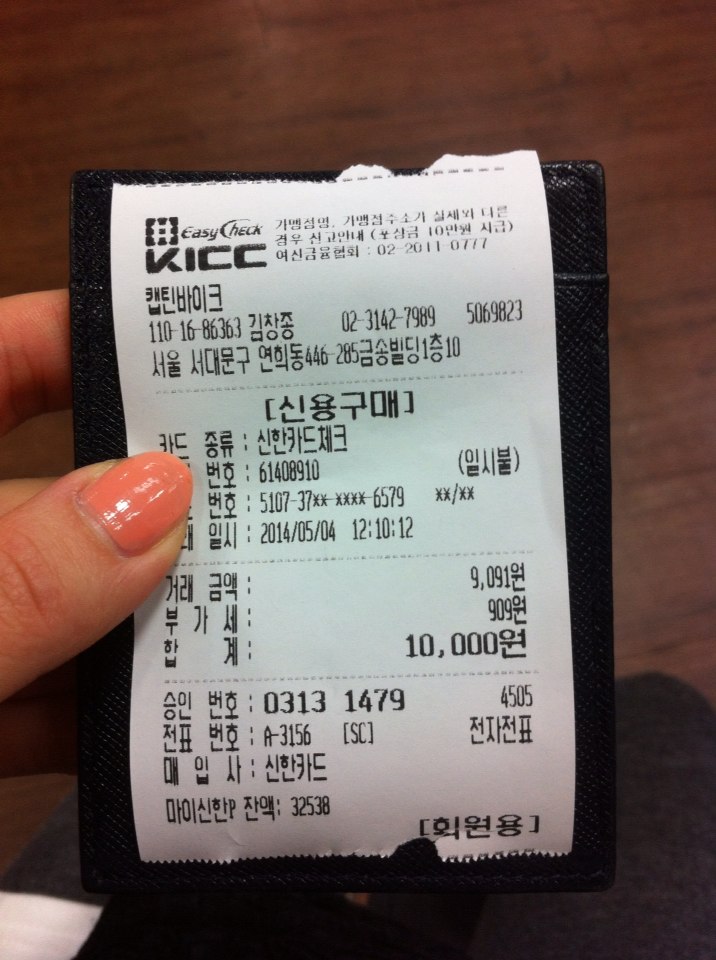 EasyCheck
KICC
가맹점명, 가맹점주소가 실제와 다른
경우 신고안내 (포상금 10만원 지급)
여신금융협회 : 02-2011-0777
캡틴바이크
110-16-86363 김창종 02-3142-7989 5069823
서울 서대문구 연희동446-285금송빌딩1층10
[신용구매]
카드 종류 : 신한카드체크
번호 : 61408910 (일시불)
번호 : 5107-37xx-xxxx-6579 xx/xx
래 일시 : 2014/05/04 12:10:12
거래 금액 : 9,091원
부 가 세 : 909원
합 계 : 10,000원
승인 번호 : 0313 1479 4505
전표 번호 : A-3156 [SC] 전자전표
매 입 사 : 신한카드
마이신한P 잔액: 32538
[회원용]